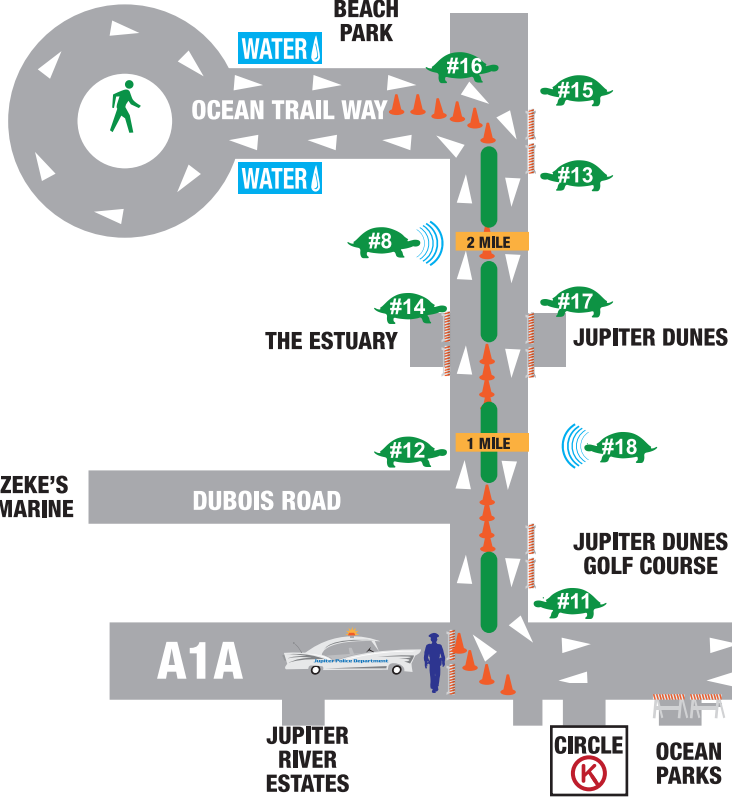 BEACH
PARK
WATER
#16
#15
OCEAN TRAIL WAY
#13
WATER
#8
2 MILE
#14
#17
THE ESTUARY
JUPITER DUNES
#12
1 MILE
#18
ZEKE'S
MARINE
DUBOIS ROAD
JUPITER DUNES
GOLF COURSE
#11
A1A
Jupiter Police Department
JUPITER
RIVER
ESTATES
CIRCLE
K
OCEAN
PARKS